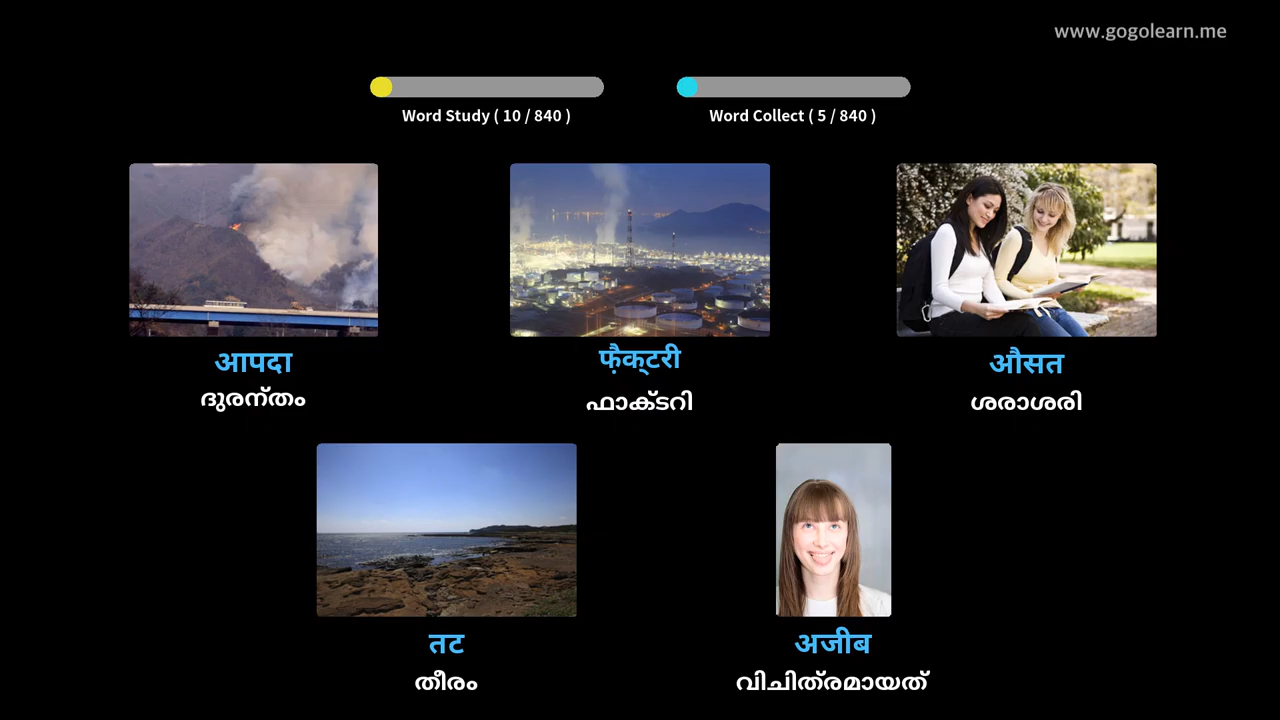 www.gogolearn.me
Word Study ( 10 / 840 )
Word Collect ( 5 / 840 )
आपदा
ദുരന്തം
फ़ैक्टरी
ഫാക്ടറി
औसत
ശരാശരി
तट
തീരം
अजीब
വിചിത്രമായത്